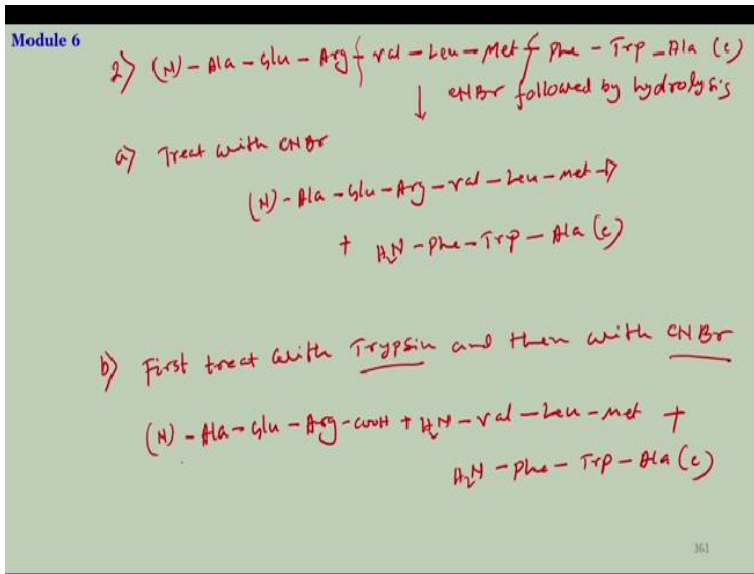 Module 6
2) (N) - Ala - Glu - Arg - Val - Leu - Met - Phe - Trp - Ala (C)
↓ CNBr followed by hydrolysis
a) Treat with CNBr
(N) - Ala - Glu - Arg - Val - Leu - Met -
+ H2N - Phe - Trp - Ala (C)
b) First treat with Trypsin and then with CNBr
(N) - Ala - Glu - Arg - COOH + H2N - Val - Leu - Met +
H2N - Phe - Trp - Ala (C)
361